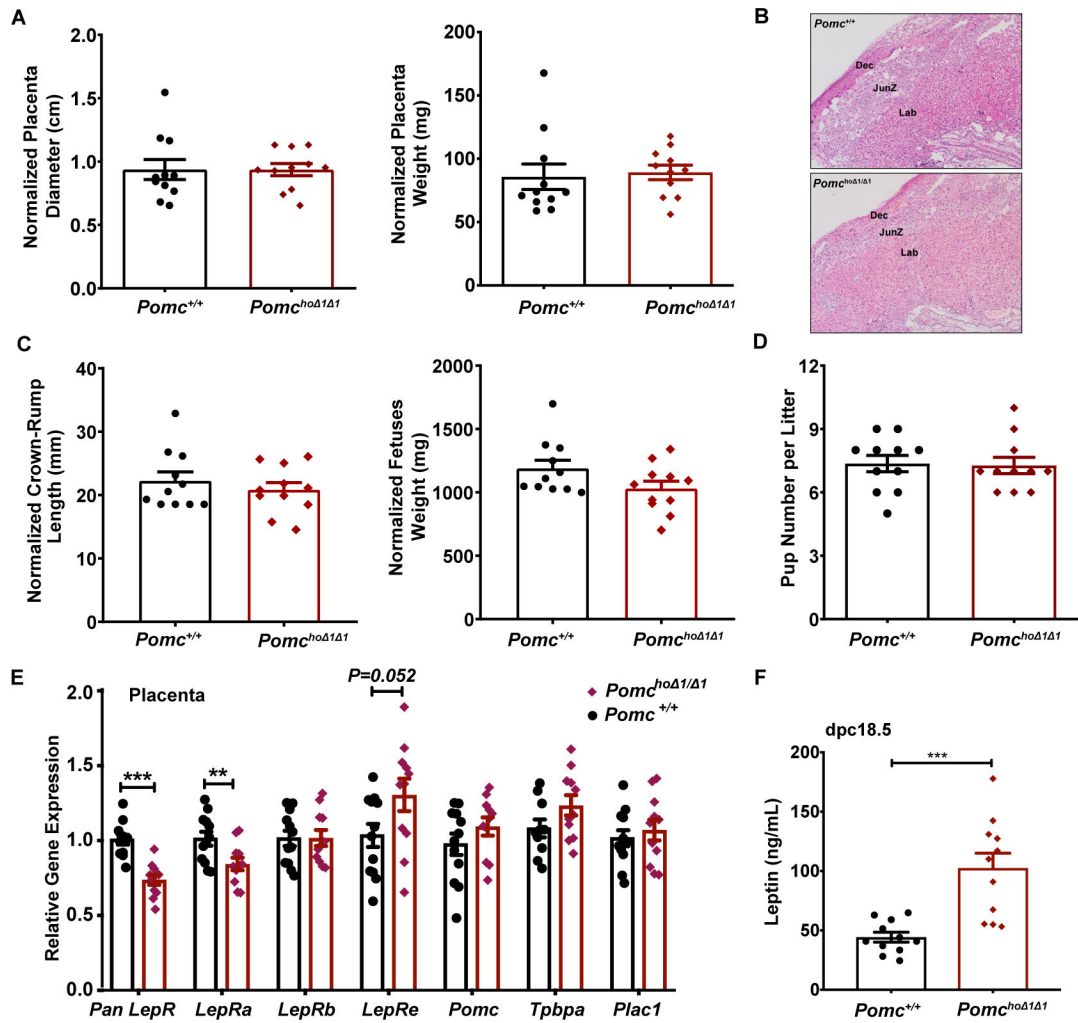 A
Normalized Placenta
Diameter (cm)
2.0
1.5
1.0
0.5
0.0
Pomc+/+
PomchoΔ1Δ1
Normalized Placenta
Weight (mg)
200
150
100
50
0
Pomc+/+
PomchoΔ1Δ1
B
Pomc+/+
Dec
JunZ
Lab
PomchoΔ1/Δ1
Dec
JunZ
Lab
C
Normalized Crown-Rump
Length (mm)
40
30
20
10
0
Pomc+/+
PomchoΔ1Δ1
Normalized Fetuses
Weight (mg)
2000
1500
1000
500
0
Pomc+/+
PomchoΔ1Δ1
D
Pup Number per Litter
12
9
6
3
0
Pomc+/+
PomchoΔ1Δ1
E
Placenta
P=0.052
PomchoΔ1/Δ1
Pomc +/+
Relative Gene Expression
2.0
1.5
1.0
0.5
0.0
***
**
Pan LepR LepRa LepRb LepRe Pomc Tpbpa Plac1
F
dpc18.5
***
Leptin (ng/mL)
200
150
100
50
0
Pomc+/+
PomchoΔ1Δ1